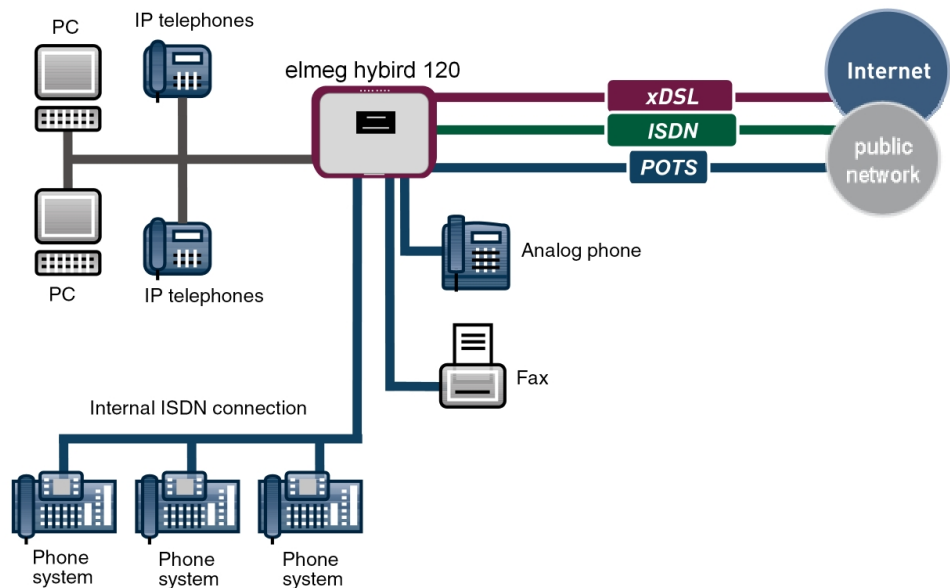 PC
IP telephones
elmeg hybird 120
xDSL
ISDN
POTS
Internet
public
network
PC
IP telephones
Analog phone
Fax
Internal ISDN connection
Phone
system
Phone
system
Phone
system